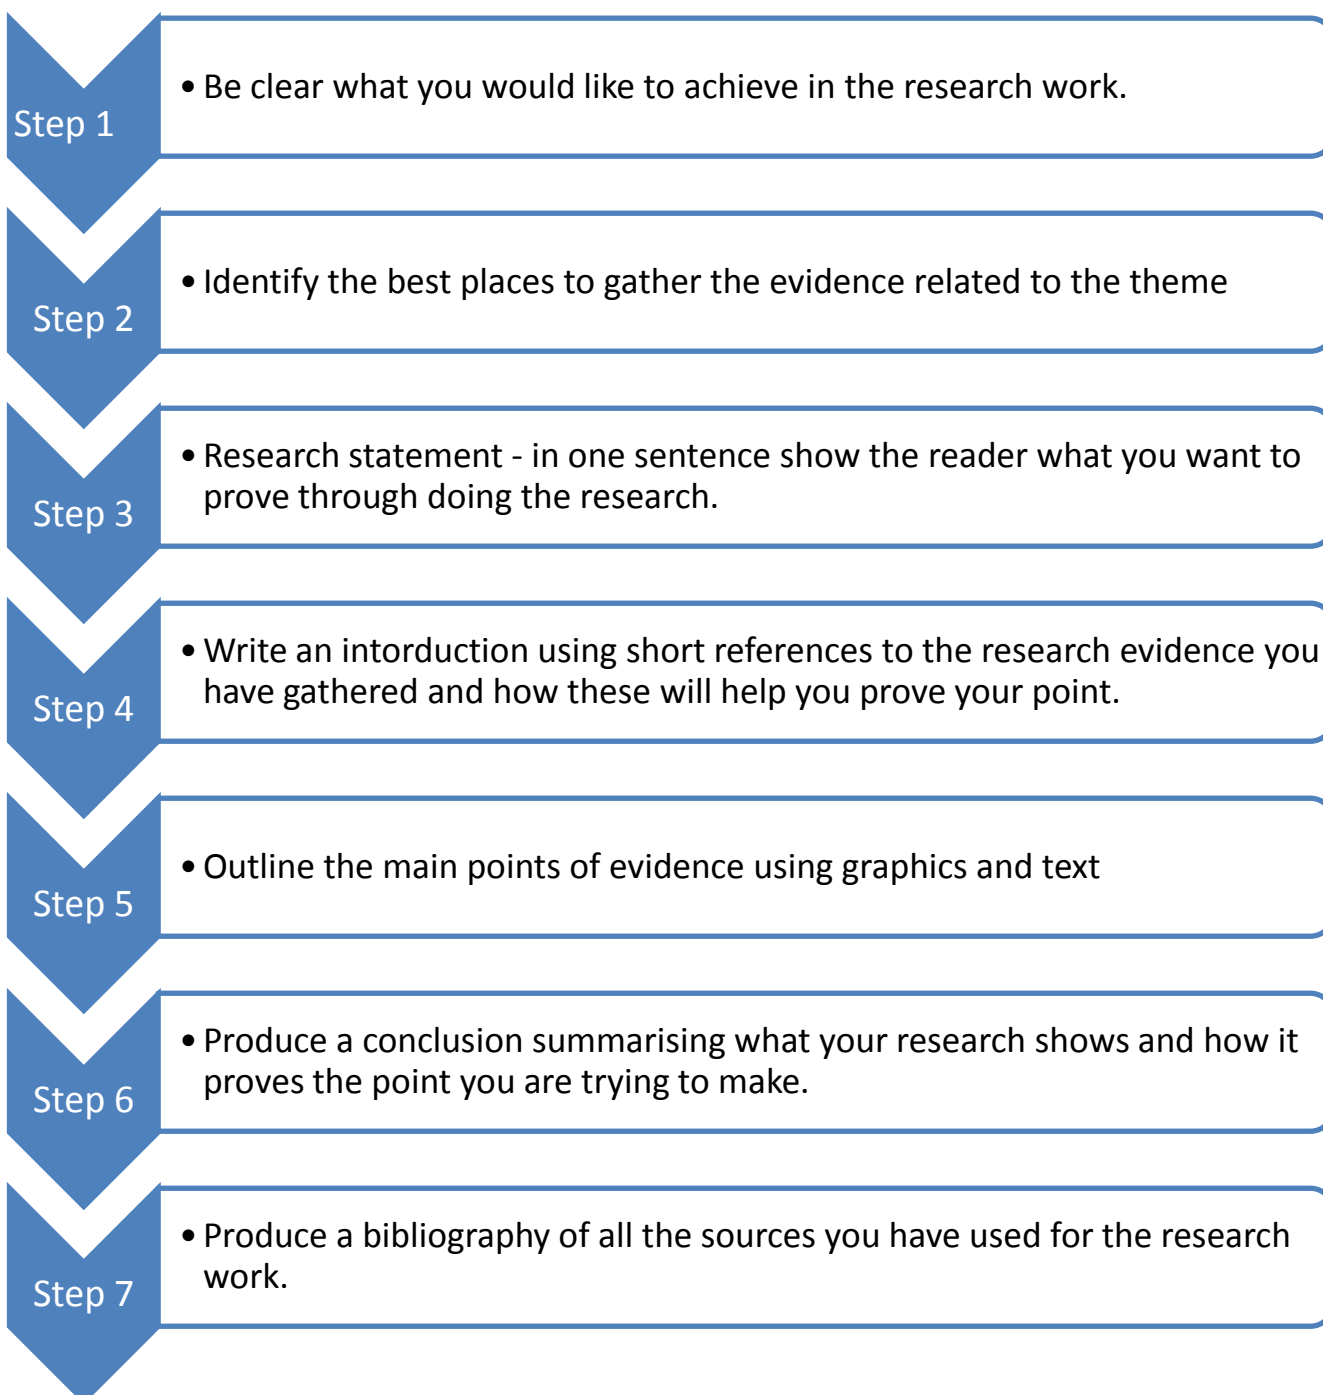 Step 1
• Be clear what you would like to achieve in the research work.
Step 2
• Identify the best places to gather the evidence related to the theme
Step 3
• Research statement - in one sentence show the reader what you want to
prove through doing the research.
Step 4
• Write an intorduction using short references to the research evidence you
have gathered and how these will help you prove your point.
Step 5
• Outline the main points of evidence using graphics and text
Step 6
• Produce a conclusion summarising what your research shows and how it
proves the point you are trying to make.
Step 7
• Produce a bibliography of all the sources you have used for the research
work.